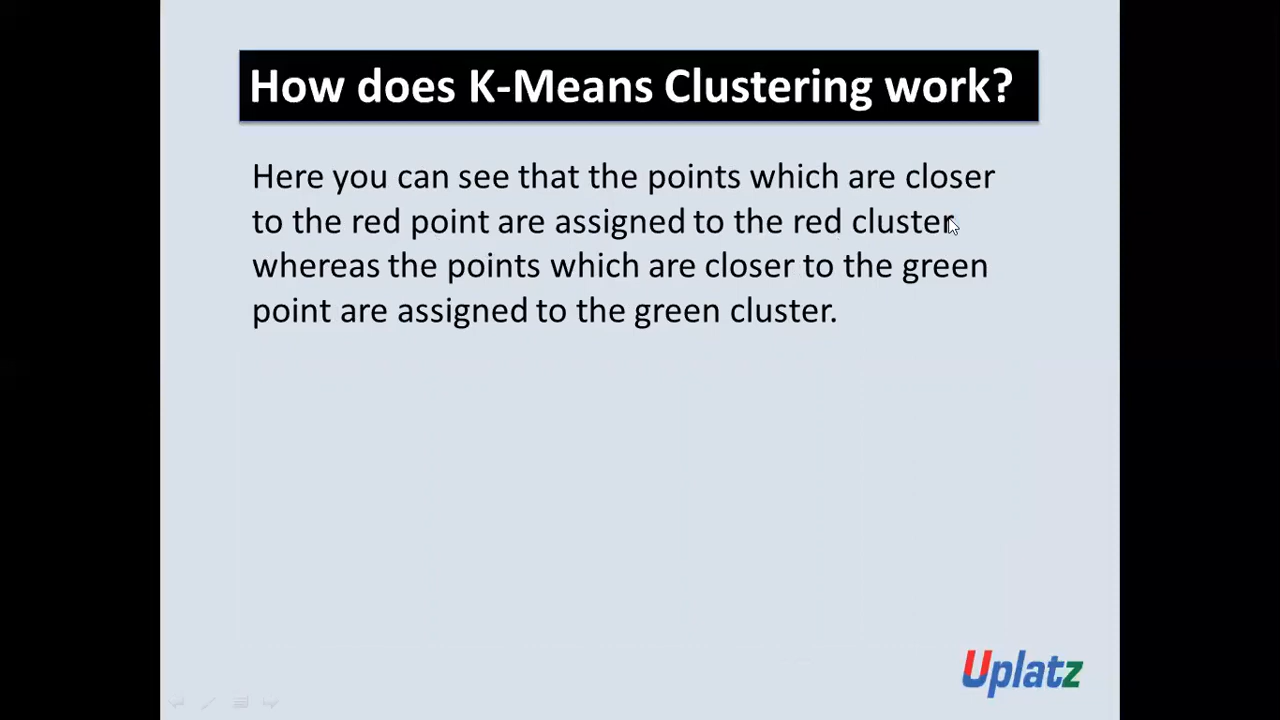 How does K-Means Clustering work?
Here you can see that the points which are closer
to the red point are assigned to the red cluster
whereas the points which are closer to the green
point are assigned to the green cluster.
Uplatz